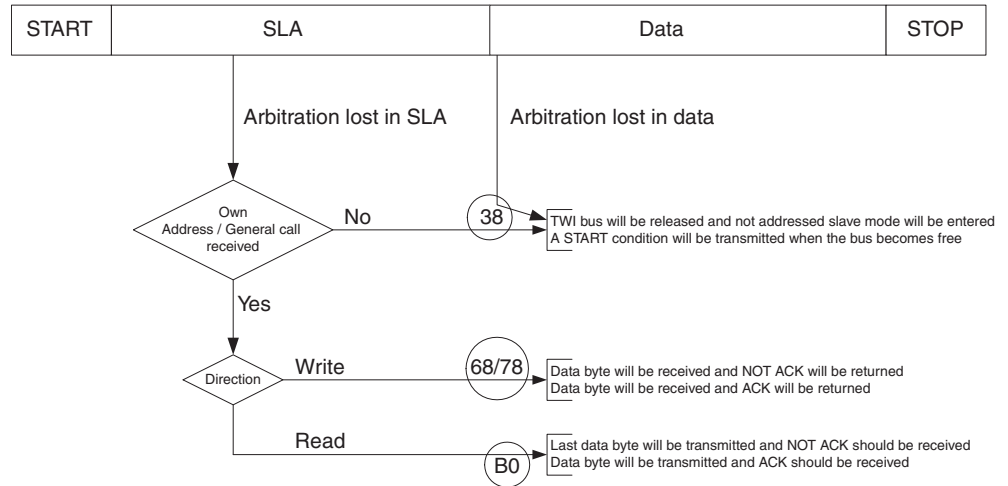 START SLA Data STOP
Arbitration lost in SLA Arbitration lost in data
Own
Address / General call
received
No
38
TWI bus will be released and not addressed slave mode will be entered
A START condition will be transmitted when the bus becomes free
Yes
Direction
Write
68/78
Data byte will be received and NOT ACK will be returned
Data byte will be received and ACK will be returned
Read
B0
Last data byte will be transmitted and NOT ACK should be received
Data byte will be transmitted and ACK should be received